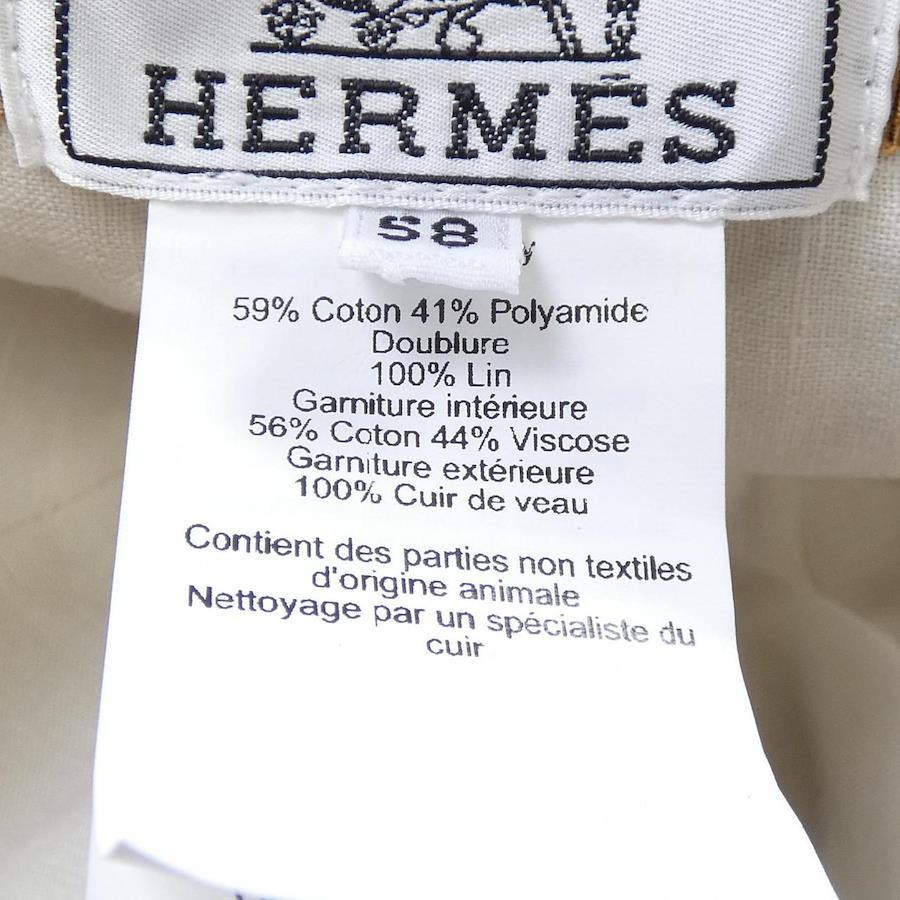 HERMÈS
58
59% Coton 41% Polyamide
Doublure
100% Lin
Garniture intérieure
56% Coton 44% Viscose
Garniture extérieure
100% Cuir de veau
Contient des parties non textiles
d'origine animale
Nettoyage par un spécialiste du
cuir